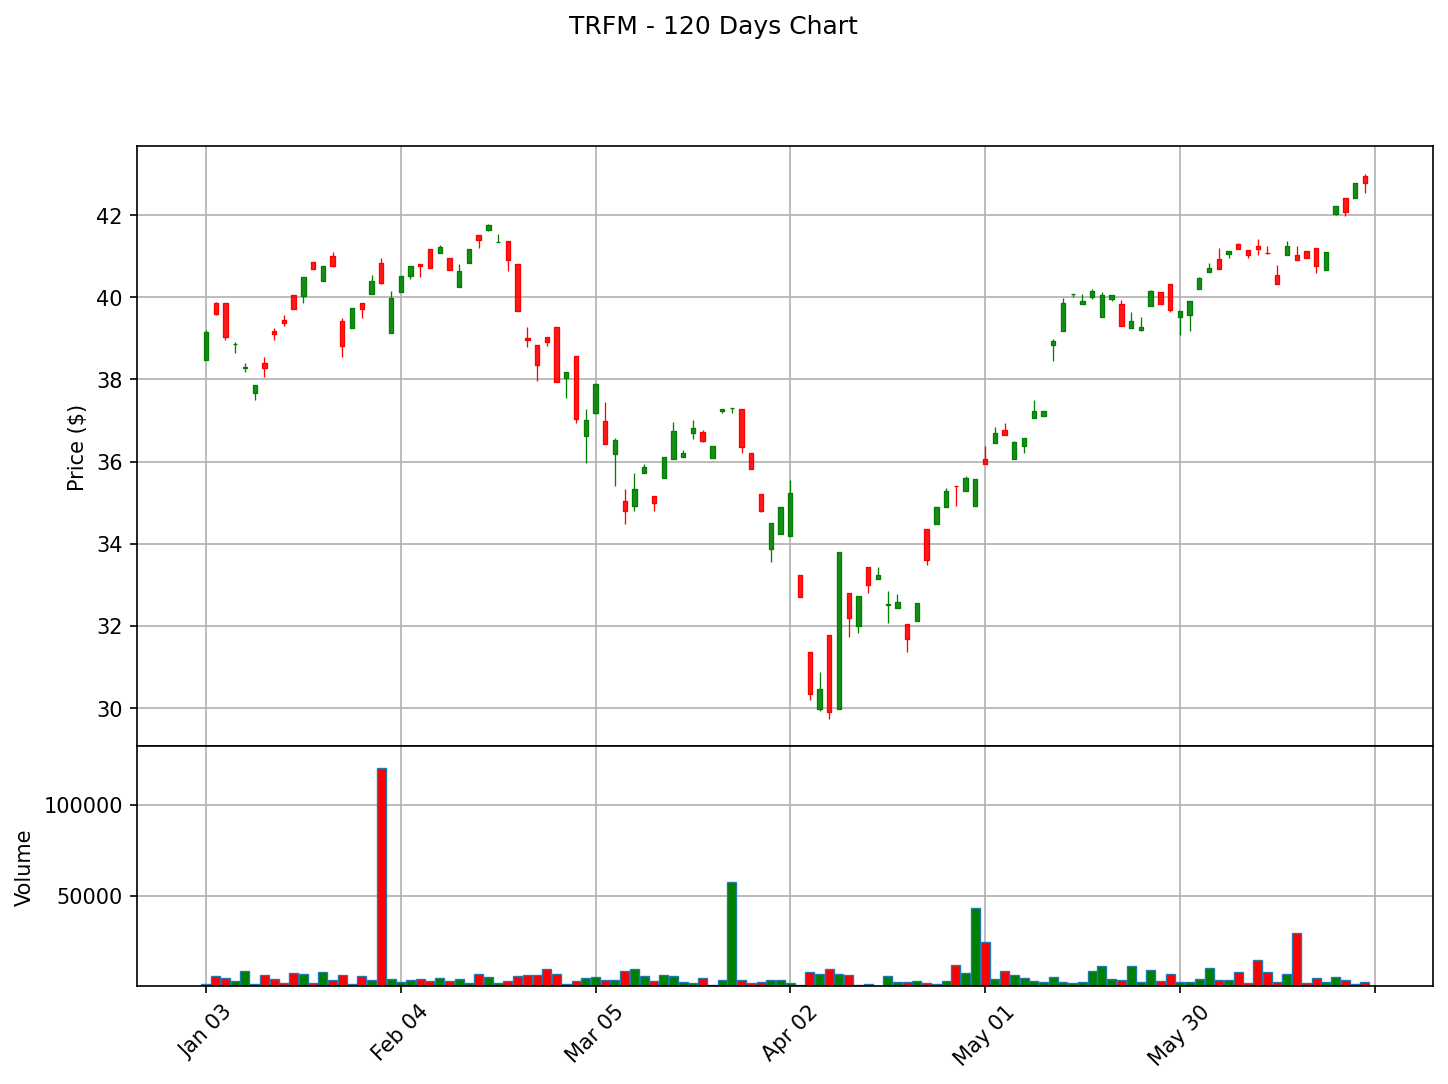 TRFM - 120 Days Chart
42
40
38
36
34
32
30
Price ($)
100000
50000
Volume
Jan 03
Feb 04
Mar 05
Apr 02
May 01
May 30